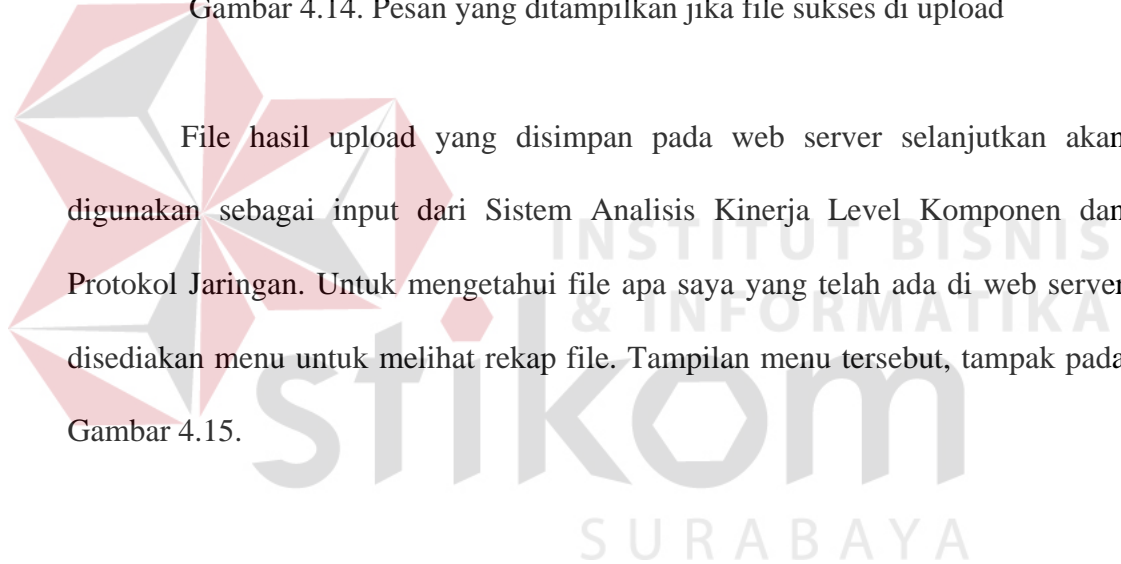 Gambar 4.14. Pesan yang ditampilkan jika file sukses di upload
File hasil upload yang disimpan pada web server selanjutkan akan
digunakan sebagai input dari Sistem Analisis Kinerja Level Komponen dan
Protokol Jaringan. Untuk mengetahui file apa saya yang telah ada di web server
disediakan menu untuk melihat rekap file. Tampilan menu tersebut, tampak pada
Gambar 4.15.
INSTITUT BISNIS
& INFORMATIKA
stikom
SURABAYA